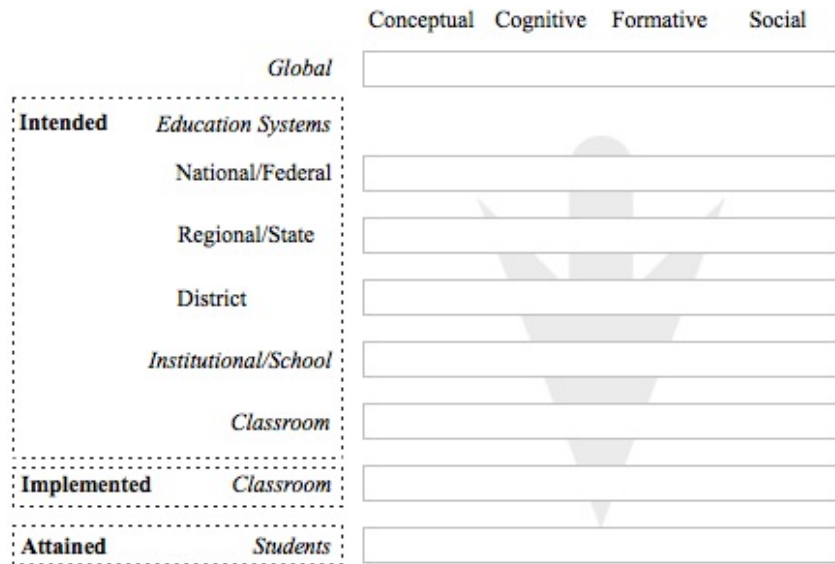 Conceptual Cognitive Formative Social
Global
Intended Education Systems
National/Federal
Regional/State
District
Institutional/School
Classroom
Implemented Classroom
Attained Students